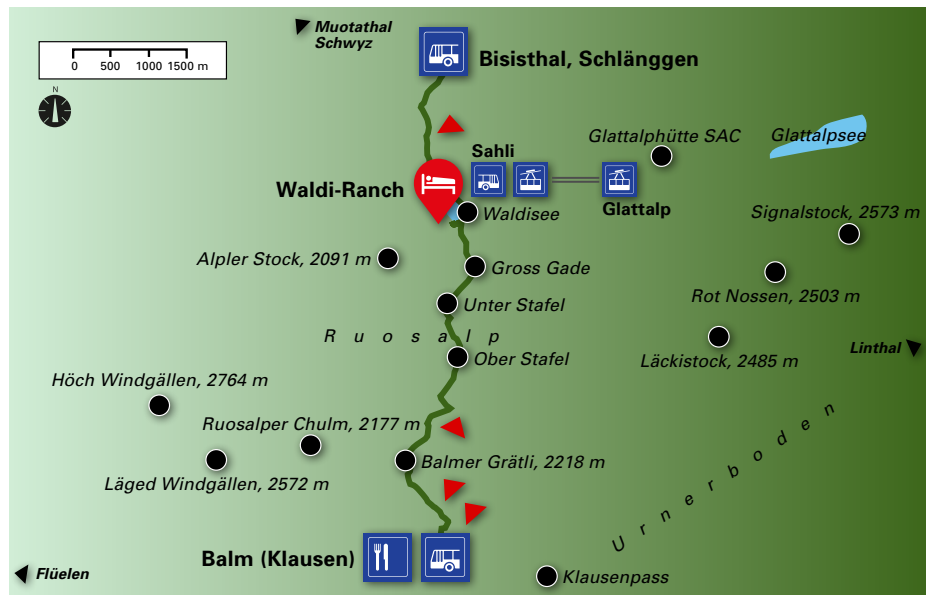 Muotathal
Schwyz
Bisisthal, Schlänggen
0 500 1000 1500 m
N
Glattalphütte SAC
Glattalpsee
Sahli
Waldi-Ranch
Glattalp
Waldisee
Signalstock, 2573 m
Alpler Stock, 2091 m
Gross Gade
Rot Nossen, 2503 m
Unter Stafel
Ruosalp
Linthal
Ober Stafel
Läckistock, 2485 m
Höch Windgällen, 2764 m
Ruosalper Chulm, 2177 m
Balmer Grätli, 2218 m
Läged Windgällen, 2572 m
Urnerboden
Balm (Klausen)
Flüelen
Klausenpass